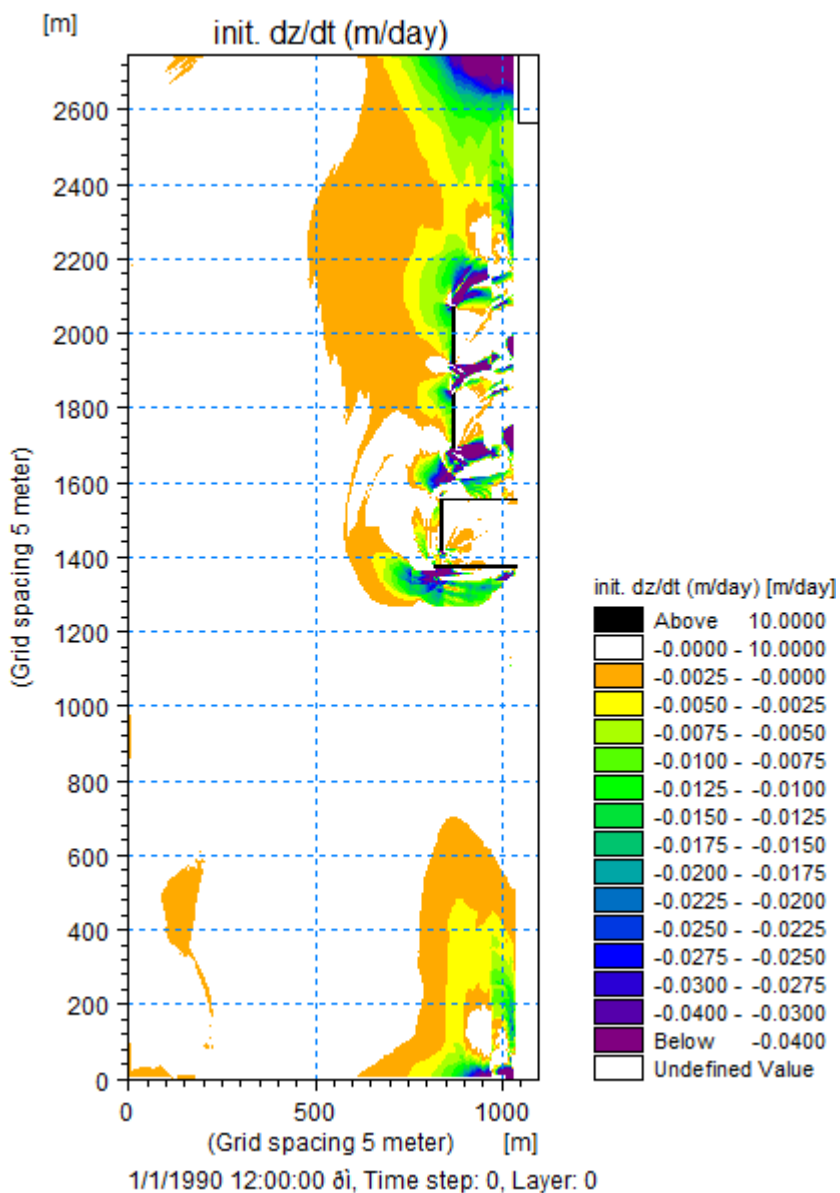 [m]
init. dz/dt (m/day)
2600
2400
2200
2000
1800
1600
1400
1200
1000
800
600
400
200
0
(Grid spacing 5 meter)
0 500 1000
(Grid spacing 5 meter) [m]
1/1/1990 12:00:00 ðì, Time step: 0, Layer: 0
init. dz/dt (m/day) [m/day]
Above 10.0000
-0.0000 - 10.0000
-0.0025 - -0.0000
-0.0050 - -0.0025
-0.0075 - -0.0050
-0.0100 - -0.0075
-0.0125 - -0.0100
-0.0150 - -0.0125
-0.0175 - -0.0150
-0.0200 - -0.0175
-0.0225 - -0.0200
-0.0250 - -0.0225
-0.0275 - -0.0250
-0.0300 - -0.0275
-0.0400 - -0.0300
Below -0.0400
Undefined Value